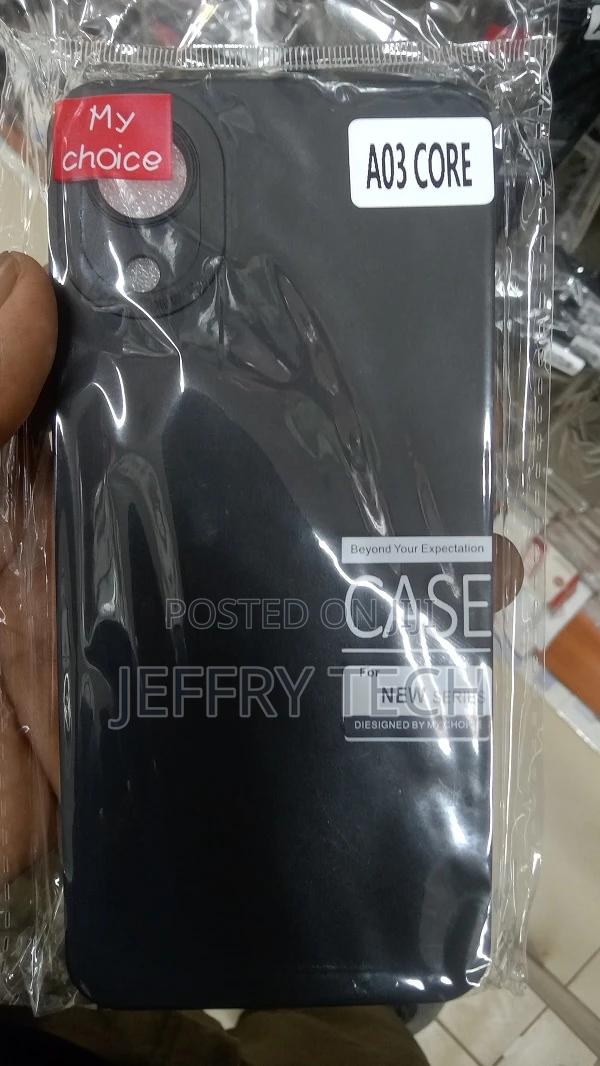 My
choice
A03 CORE
Beyond Your Expectation
CASE
For
NEW SERIES
DIESIGNED BY MY CHOICE
POSTED ON JIJI
JEFFRY TECH